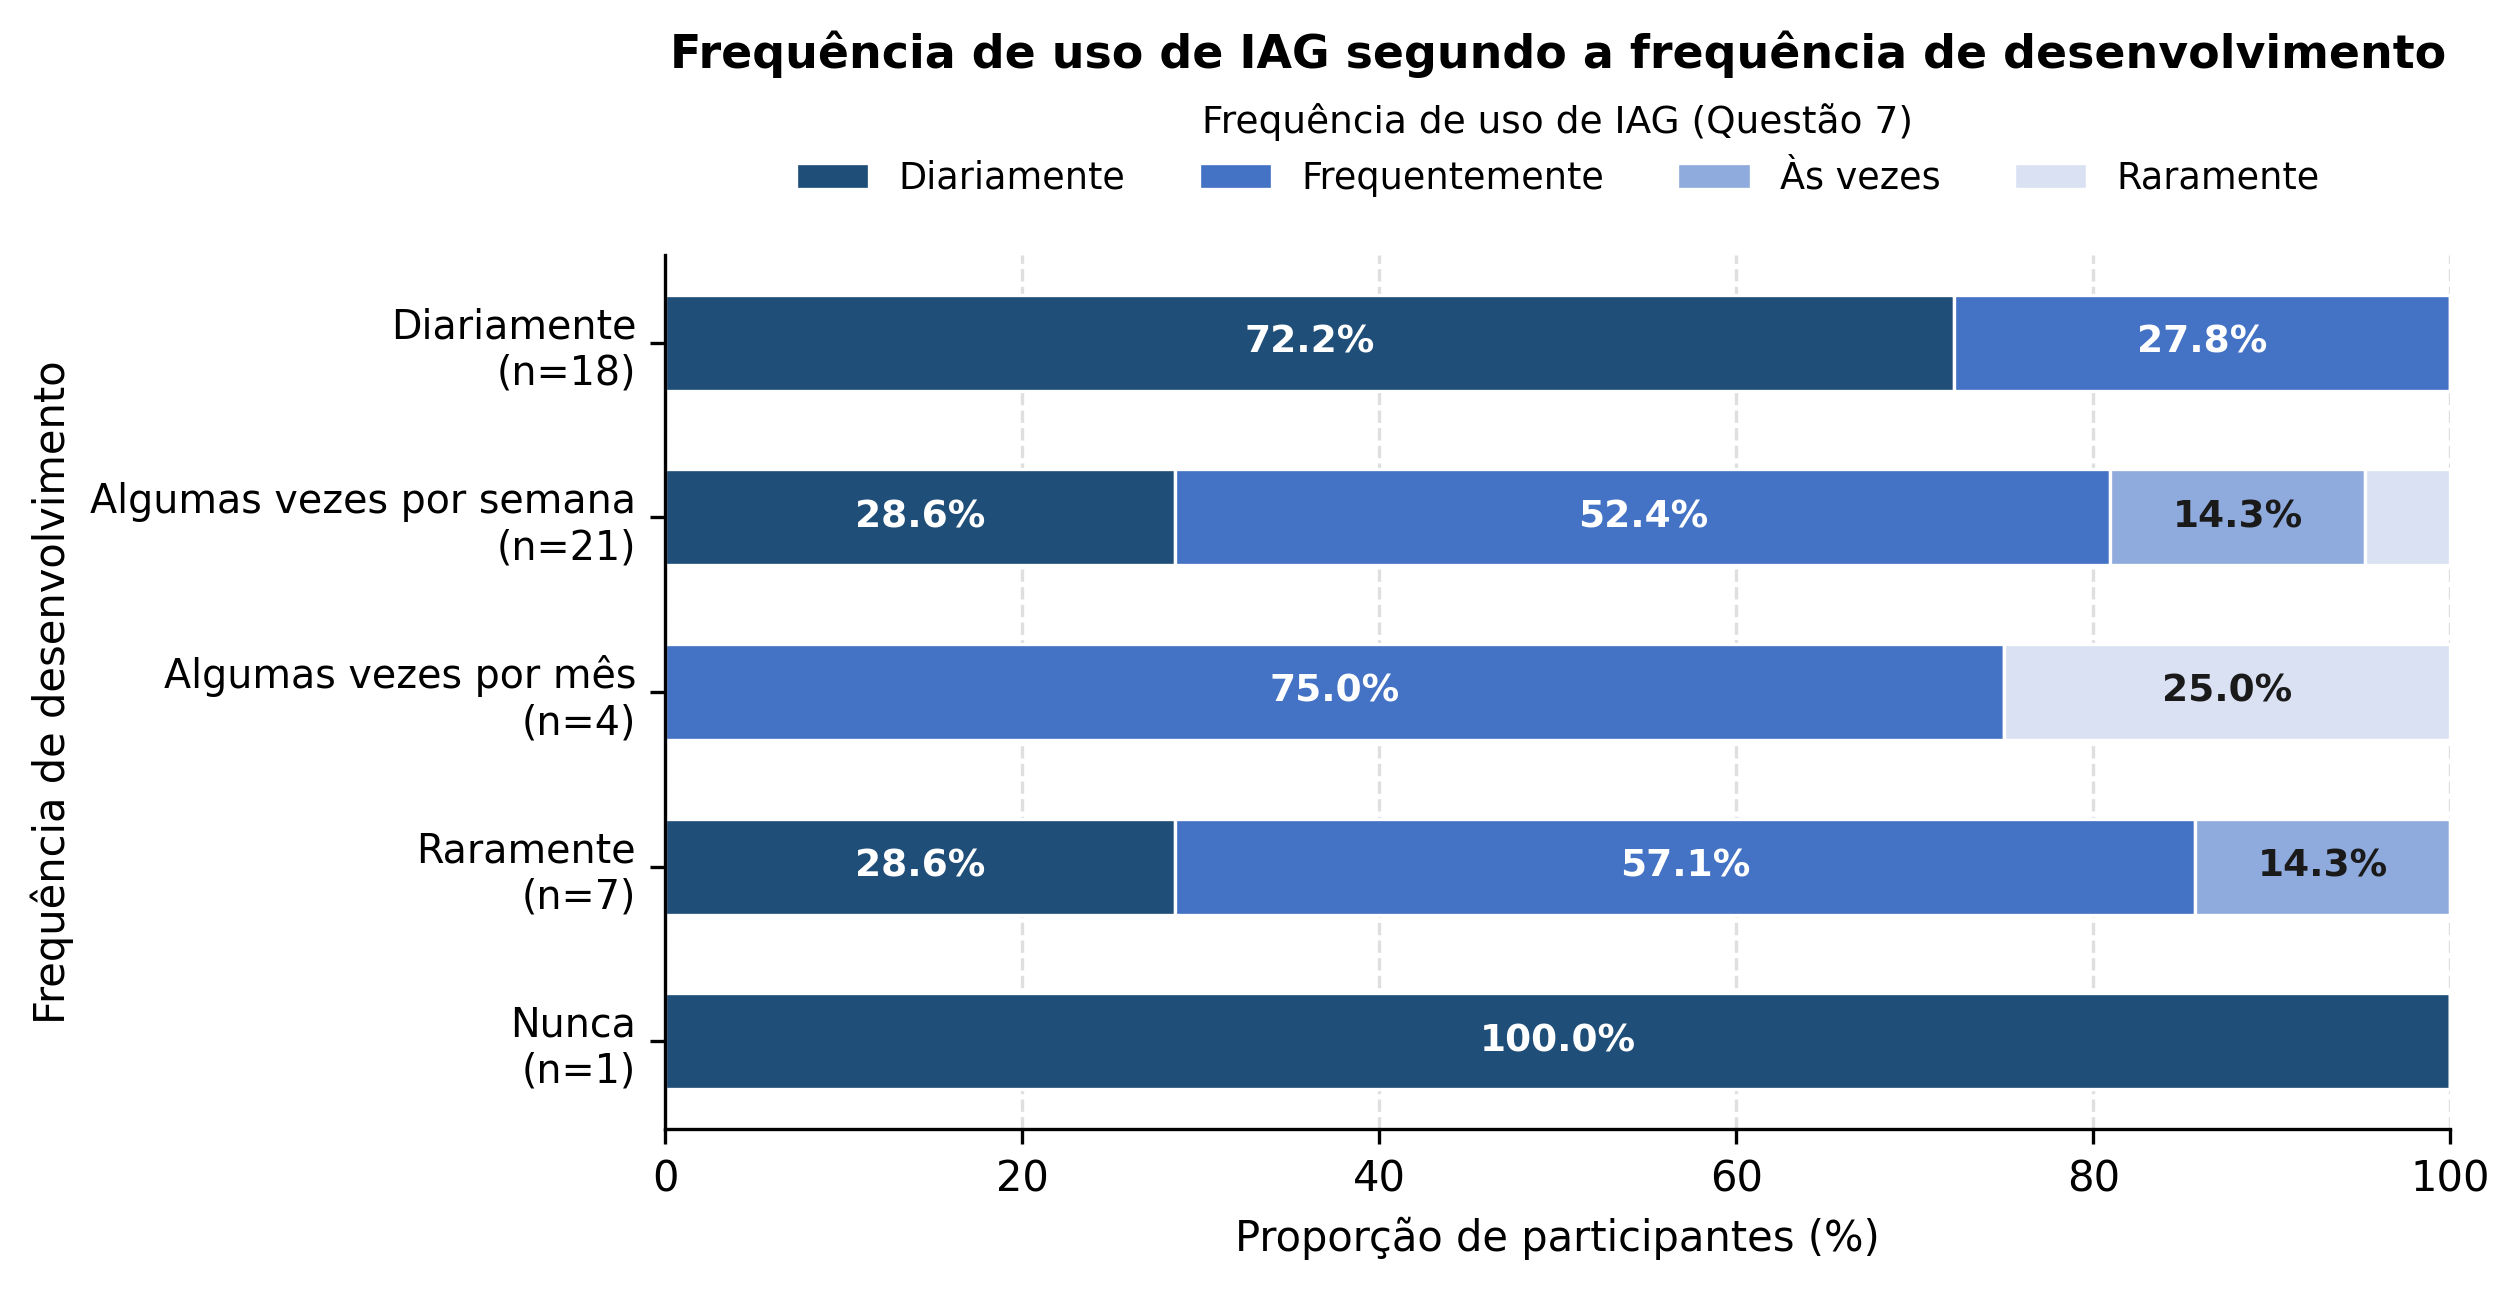 Frequência de uso de IAG segundo a frequência de desenvolvimento
Frequência de uso de IAG (Questão 7)
Diariamente Frequentemente Às vezes Raramente
Frequência de desenvolvimento
Diariamente
(n=18)
72.2% 27.8%
Algumas vezes por semana
(n=21)
28.6% 52.4% 14.3%
Algumas vezes por mês
(n=4)
75.0% 25.0%
Raramente
(n=7)
28.6% 57.1% 14.3%
Nunca
(n=1)
100.0%
0 20 40 60 80 100
Proporção de participantes (%)